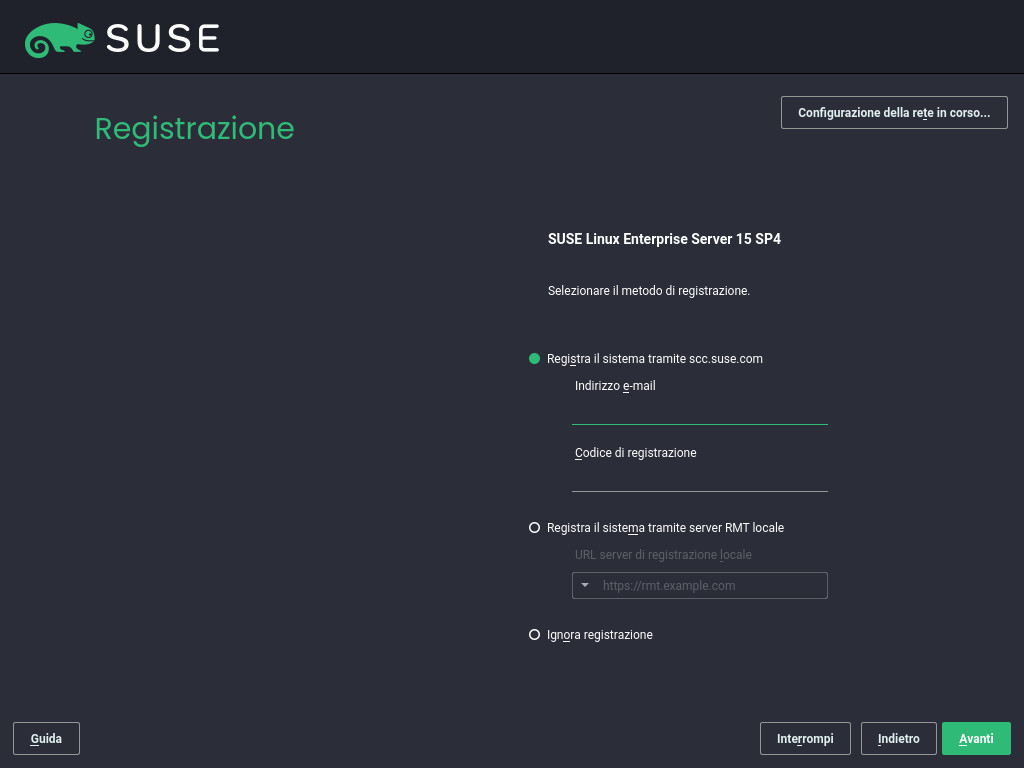 SUSE
Registrazione
Configurazione della rete in corso...
SUSE Linux Enterprise Server 15 SP4
Selezionare il metodo di registrazione.
Registra il sistema tramite scc.suse.com
Indirizzo e-mail
Codice di registrazione
Registra il sistema tramite server RMT locale
URL server di registrazione locale
https://rmt.example.com
Ignora registrazione
Guida
Interrompi
Indietro
Avanti